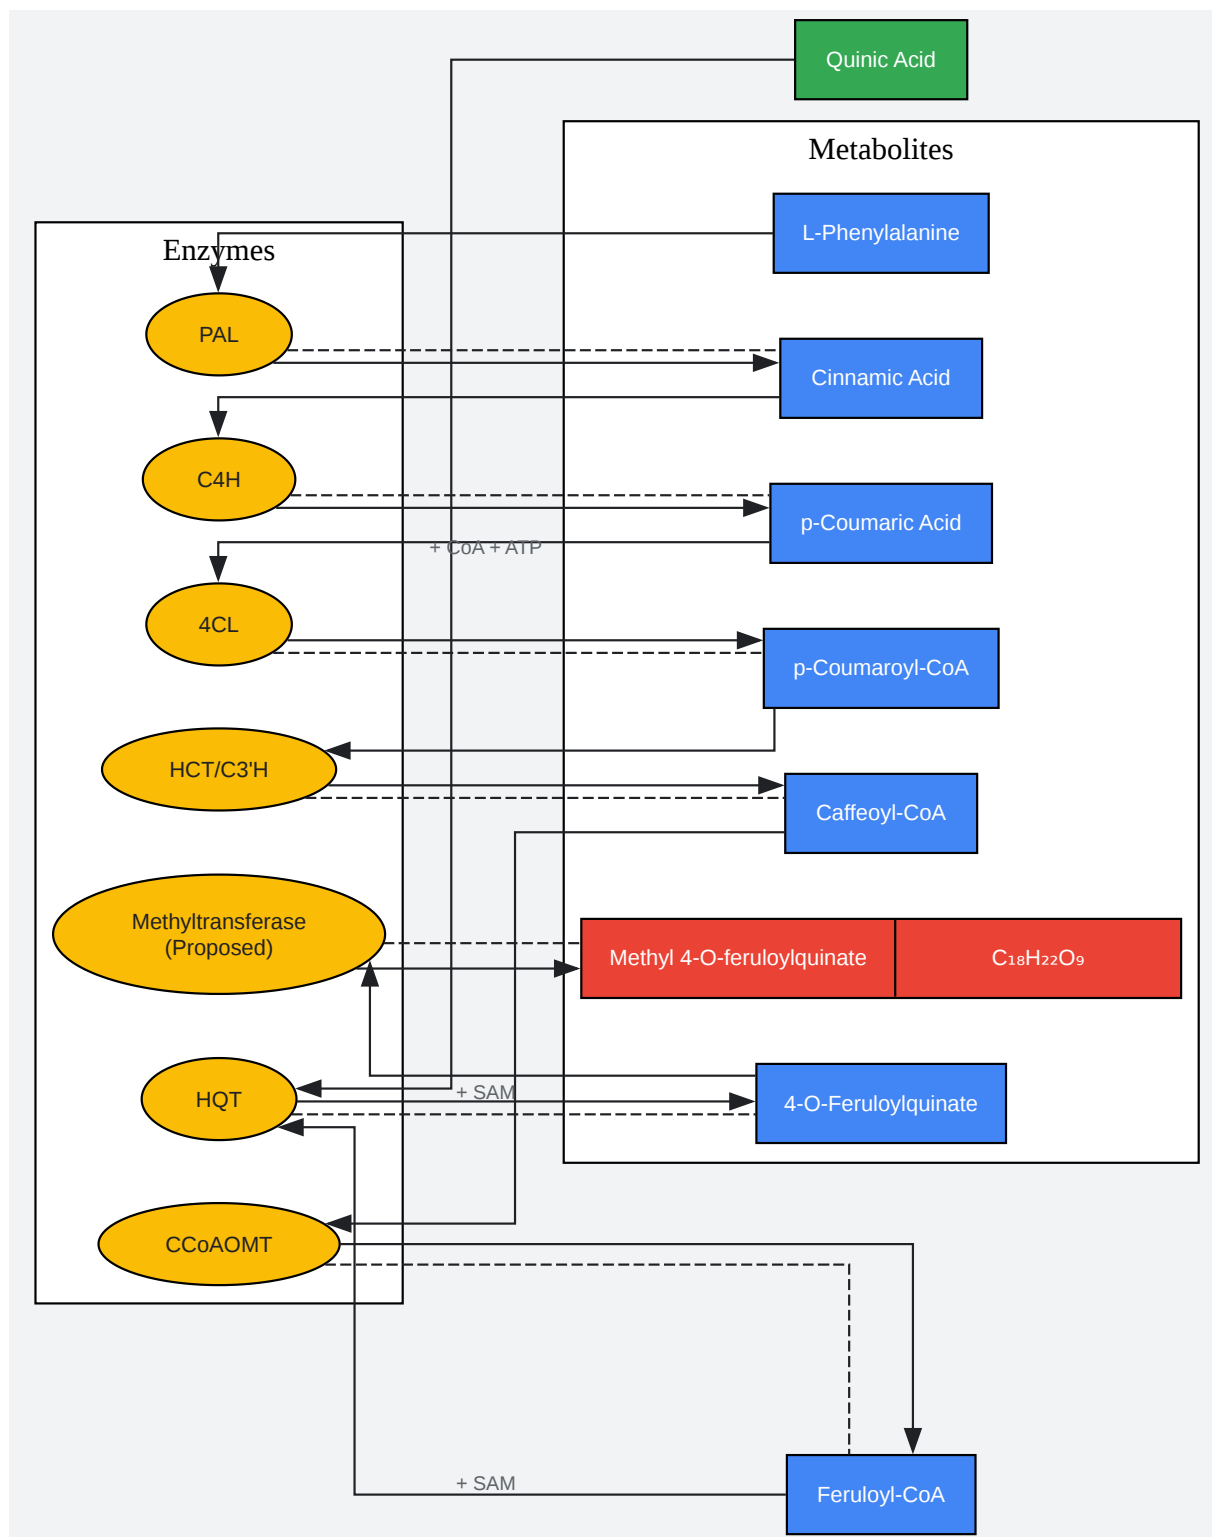 Quinic Acid
Metabolites
L-Phenylalanine
Enzymes
PAL
Cinnamic Acid
C4H
p-Coumaric Acid
+ CoA + ATP
4CL
p-Coumaroyl-CoA
HCT/C3'H
Caffeoyl-CoA
Methyltransferase
(Proposed)
Methyl 4-O-feruloylquinate
C₁₈H₂₂O₉
HQT
+ SAM
4-O-Feruloylquinate
CCoAOMT
+ SAM
Feruloyl-CoA